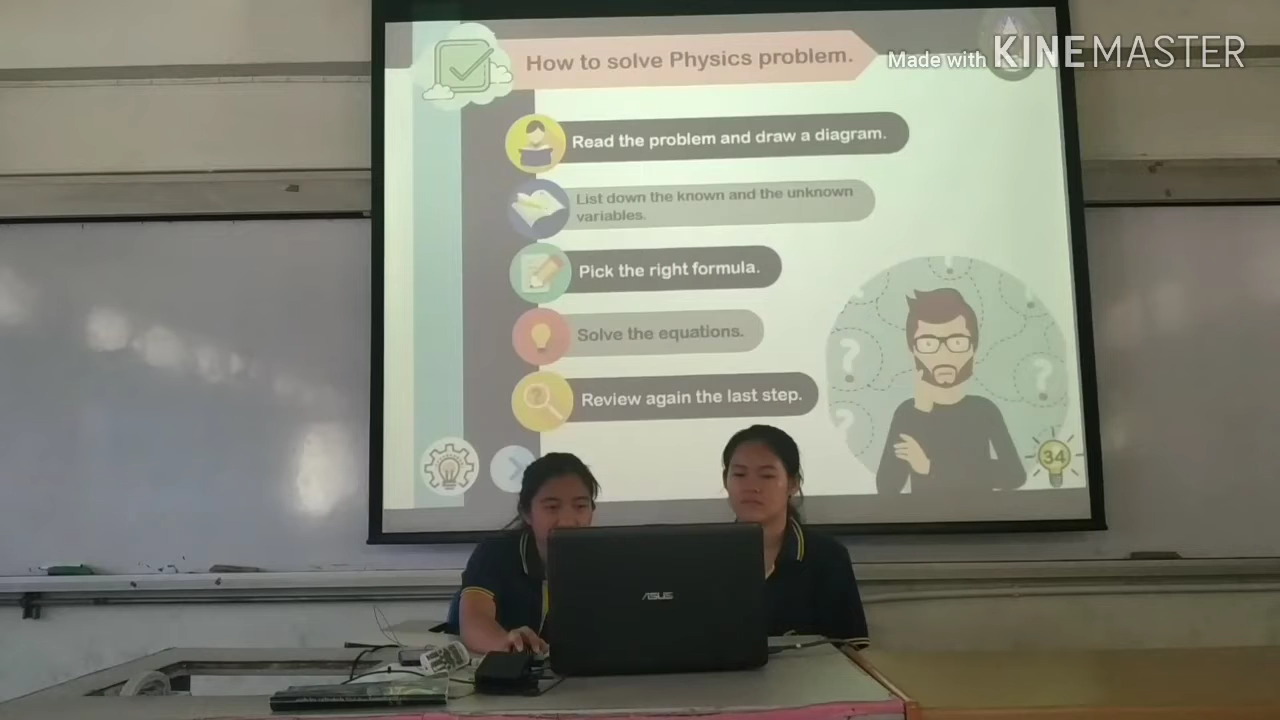 How to solve Physics problem.
Made with KINEMASTER
Read the problem and draw a diagram.
List down the known and the unknown
variables.
Pick the right formula.
Solve the equations.
Review again the last step.
34
ASUS